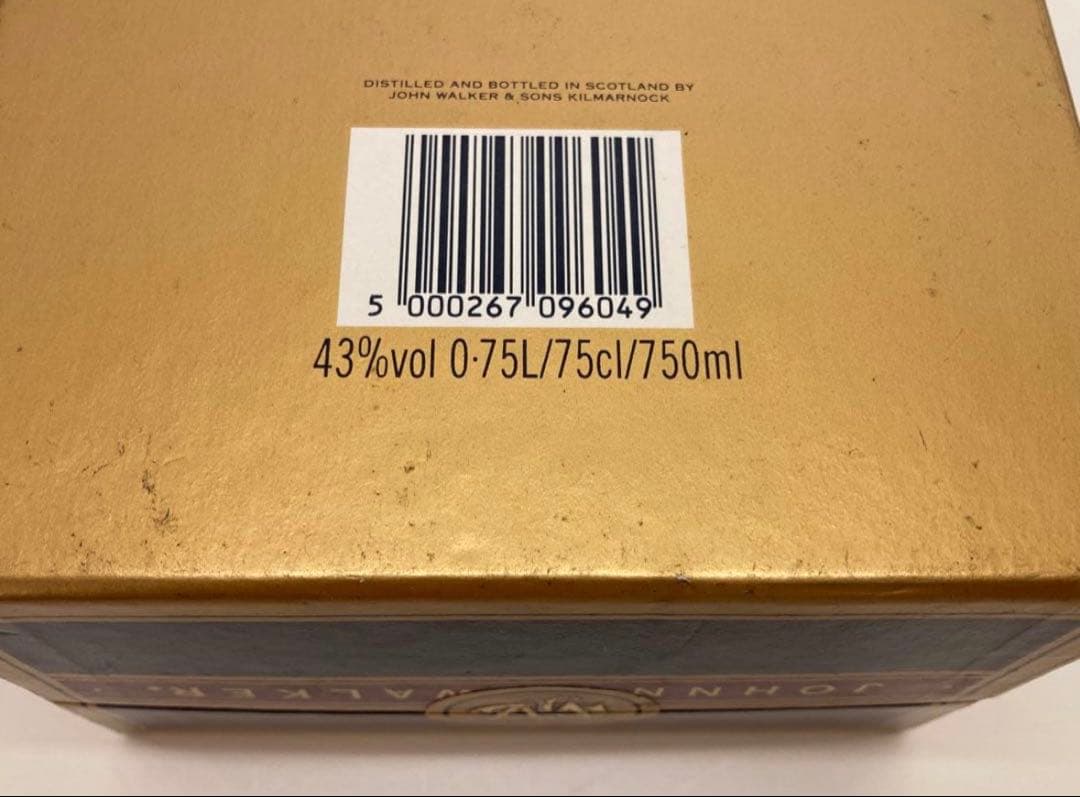 DISTILLED AND BOTTLED IN SCOTLAND BY
JOHN WALKER & SONS KILMARNOCK
5 000267 096049
43%vol 0·75L/75cl/750ml
JOHN WALKER